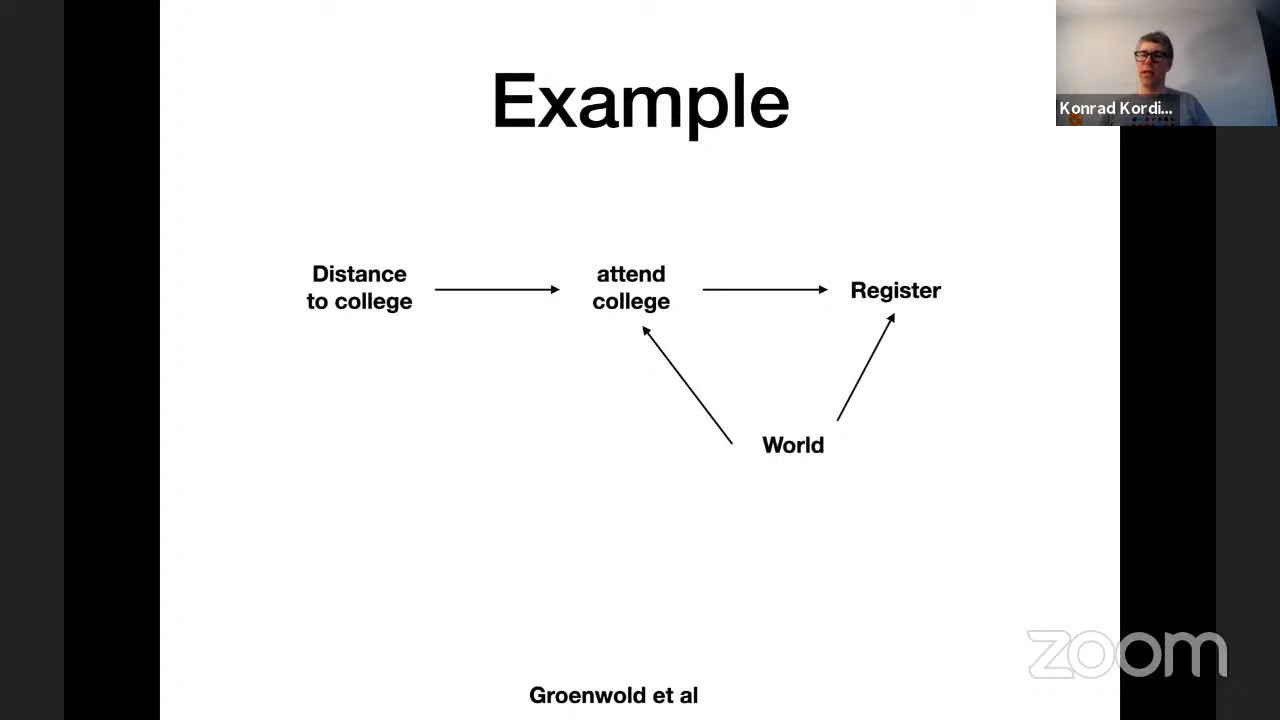 Example
Konrad Kordi...
Distance
to college
attend
college
Register
World
zoom
Groenwold et al